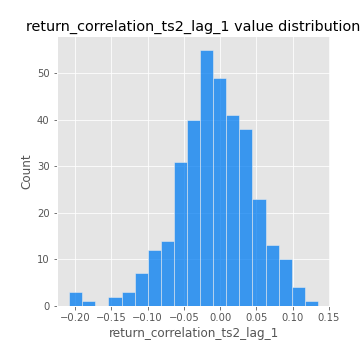 return_correlation_ts2_lag_1 value distribution
50
40
30
20
10
0
Count
−0.20 −0.15 −0.10 −0.05 0.00 0.05 0.10 0.15
return_correlation_ts2_lag_1